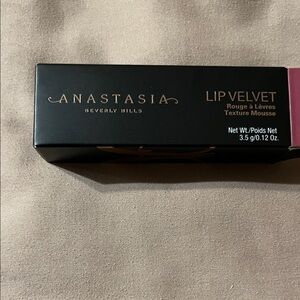 ANASTASIA
BEVERLY HILLS
LIP VELVET
Rouge à Lèvres
Texture Mousse
Net Wt./Poids Net
3.5 g/0.12 Oz.